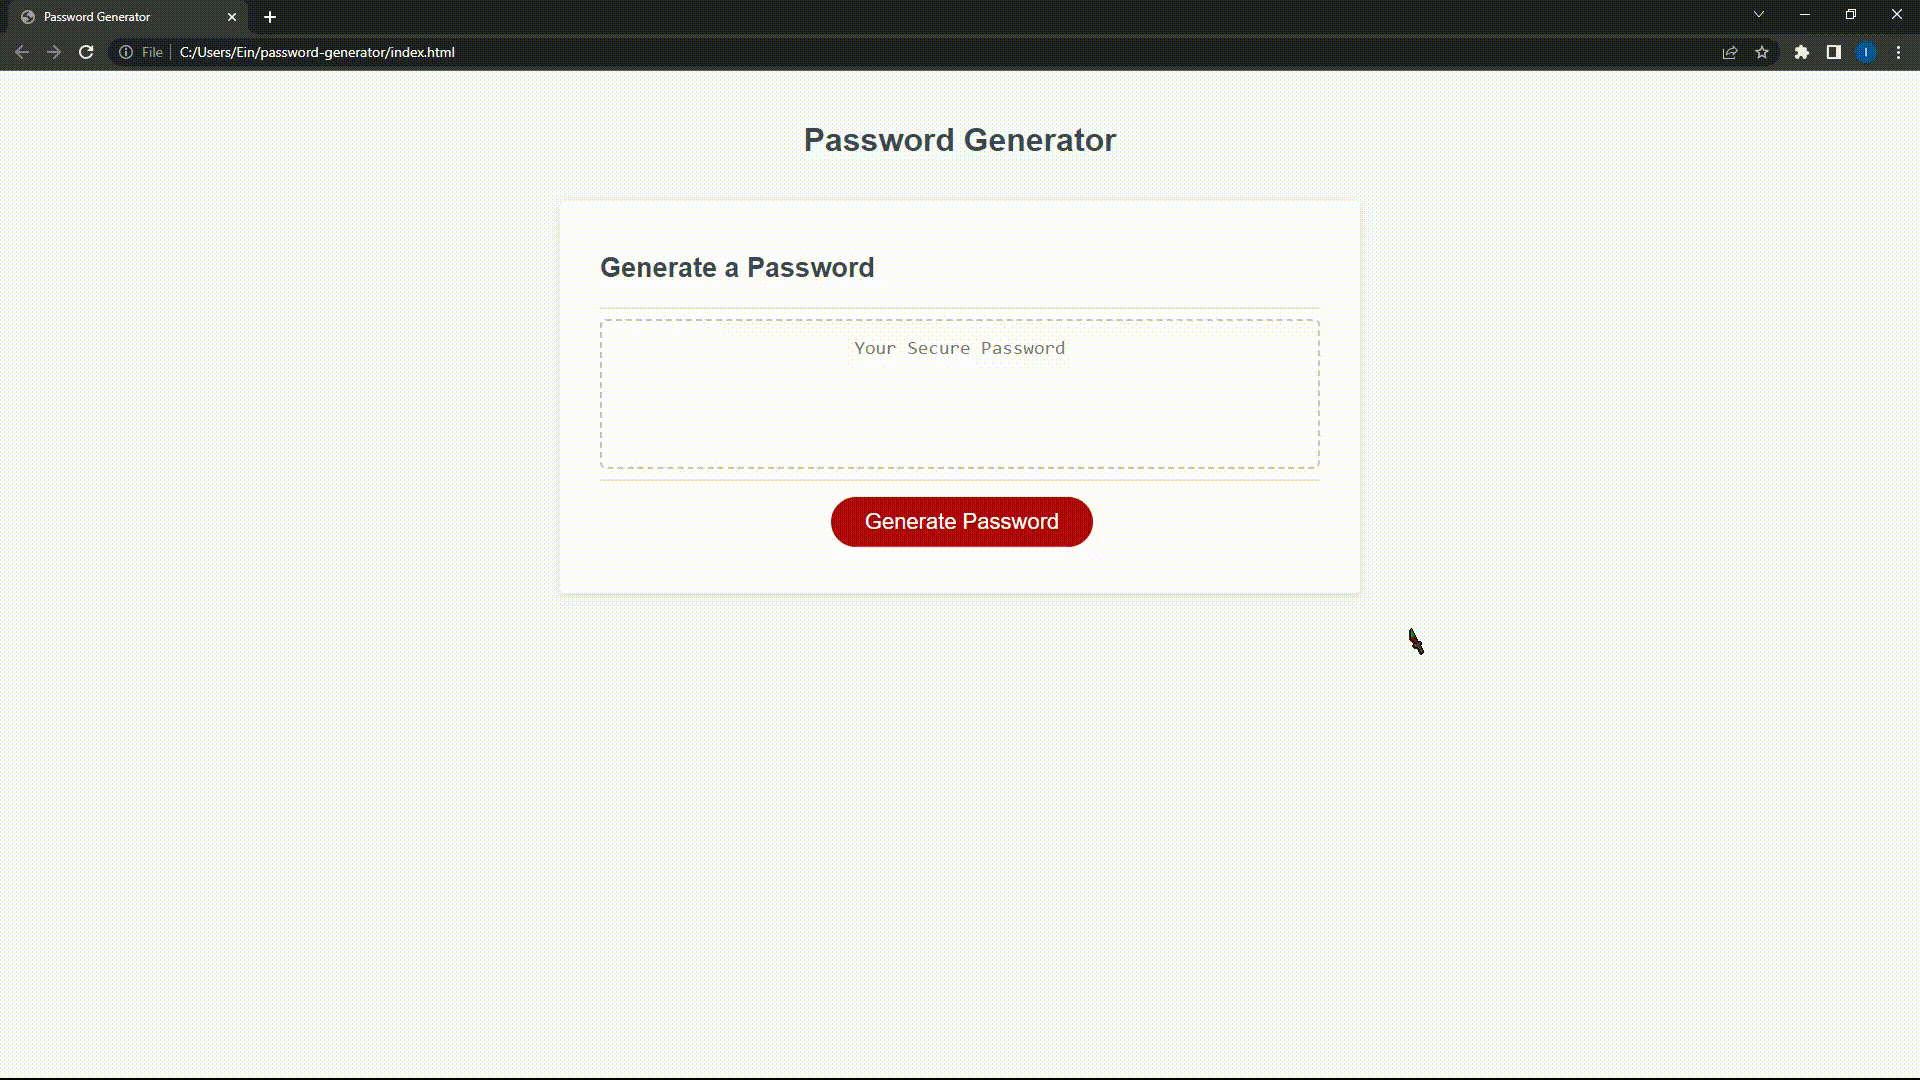 Password Generator
File C:/Users/Ein/password-generator/index.html
I
Password Generator
Generate a Password
Your Secure Password
Generate Password